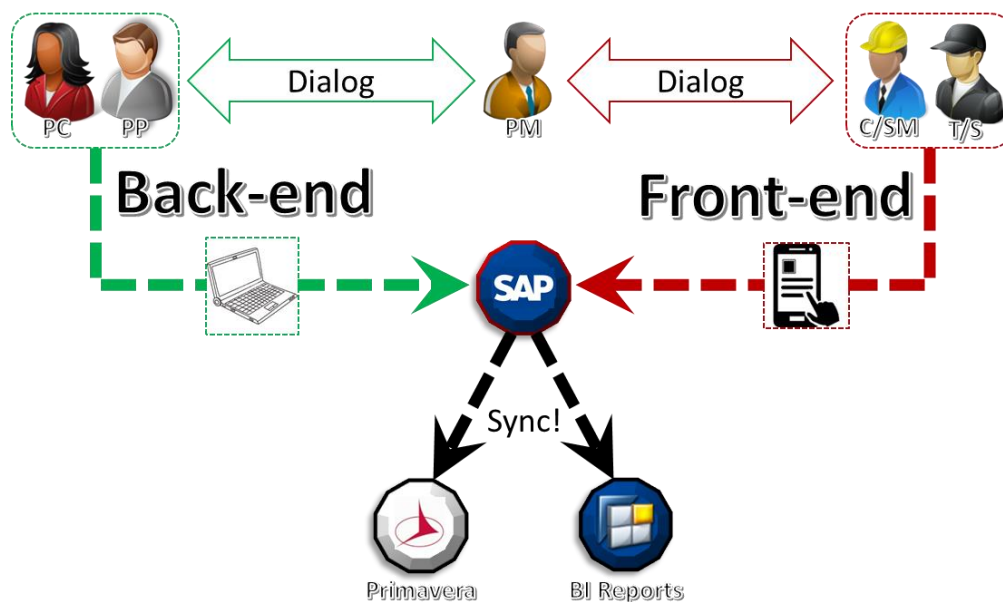 Dialog
Dialog
PC
PP
PM
C/SM
T/S
Back-end
Front-end
SAP
Sync!
Primavera
BI Reports